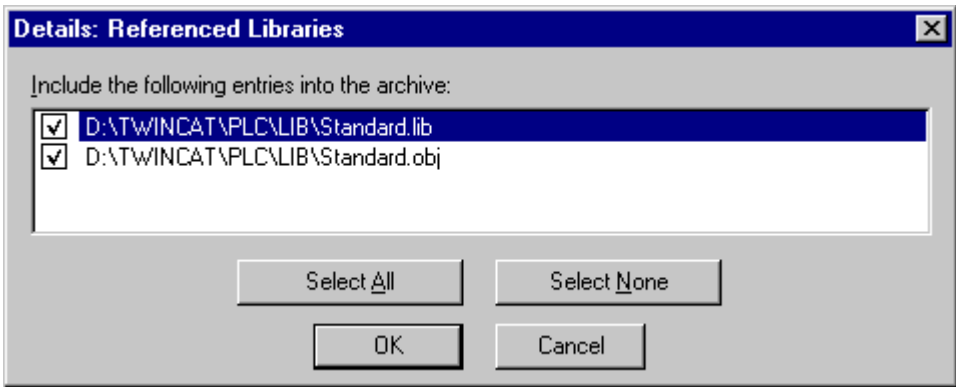 Details: Referenced Libraries
Include the following entries into the archive:
D:\TWINCAT\PLC\LIB\Standard.lib
D:\TWINCAT\PLC\LIB\Standard.obj
Select All Select None
OK Cancel